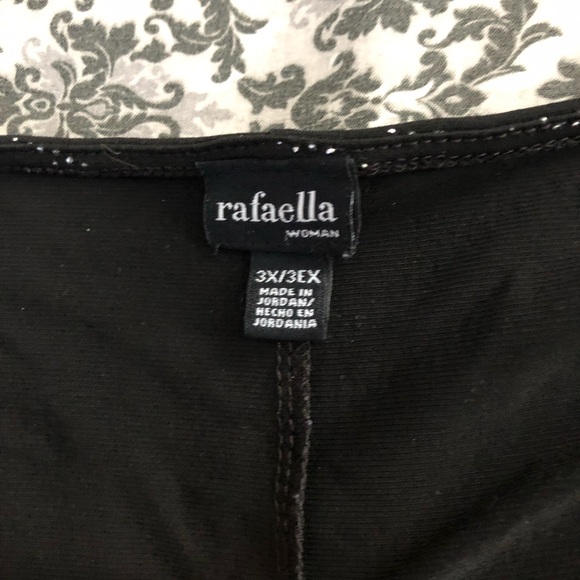 rafaella
WOMAN
3X/3EX
MADE IN
JORDAN/
HECHO EN
JORDANIA